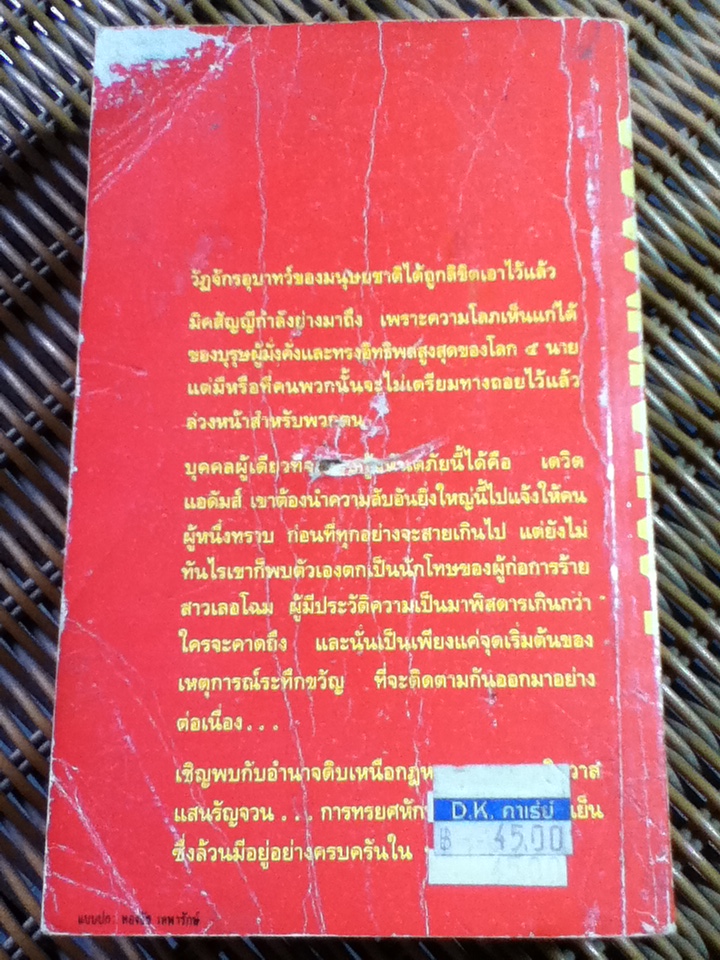 วัฏจักรอุบาทว์ของมนุษยชาติได้ถูกลิขิตเอาไว้แล้ว
มิคสัญญีกำลังย่างมาถึง เพราะความโลภเห็นแก่ได้
ของบุรุษผู้มั่งคั่งและทรงอิทธิพลสูงสุดของโลก ๕ นาย
แต่มีหรือที่คนพวกนั้นจะไม่เตรียมทางถอยไว้แล้ว
ล่วงหน้าสำหรับพวกตน
บุคคลผู้เดียวที่ ภัยนี้ได้คือ เดวิด
แอดัมส์ เขาต้องนำความลับอันยิ่งใหญ่นี้ไปแจ้งให้คน
ผู้หนึ่งทราบ ก่อนที่ทุกอย่างจะสายเกินไป แต่ยังไม่
ทันไรเขาก็พบตัวเองตกเป็นนักโทษของผู้ก่อการร้าย
สาวเลอโฉม ผู้มีประวัติความเป็นมาพิสดารเกินกว่า
ใครจะคาดถึง และนั่นเป็นเพียงแค่จุดเริ่มต้นของ
เหตุการณ์ระทึกขวัญ ที่จะติดตามกันออกมาอย่าง
ต่อเนื่อง . . .
เชิญพบกับอำนาจดิบเหนือกฎ
แสนรัญจวน . . . การทรยศหัก เย็น
ซึ่งล้วนมีอยู่อย่างครบครันใน
D.K. คาเร่ย์
฿ 45.00
แบบปก